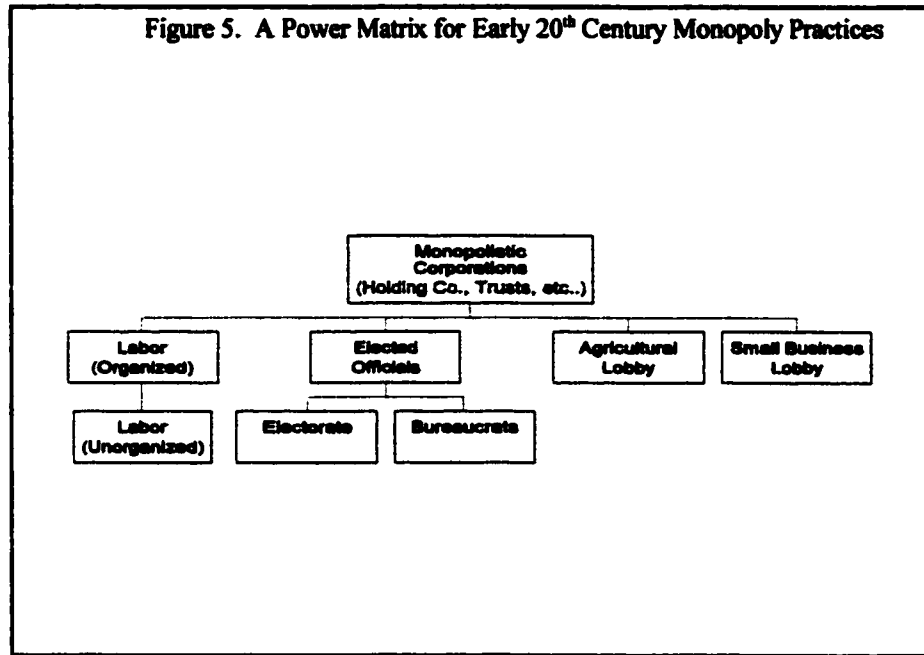 Figure 5. A Power Matrix for Early 20th Century Monopoly Practices
Monopolistic
Corporations
(Holding Co., Trusts, etc..)
Labor
(Organized)
Elected
Officials
Agricultural
Lobby
Small Business
Lobby
Labor
(Unorganized)
Electorate
Bureaucrats